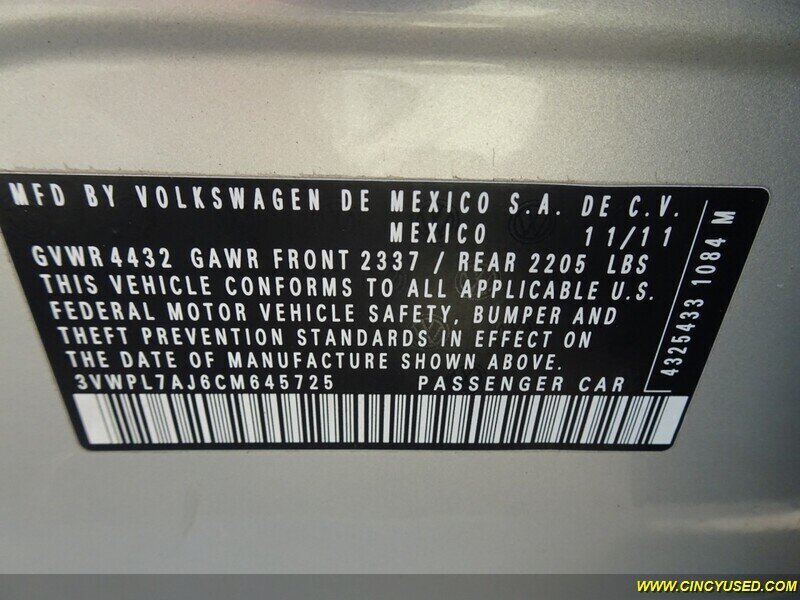 MFD BY VOLKSWAGEN DE MEXICO S.A. DE C.V.
MEXICO 11/11
GVWR 4432 GAWR FRONT 2337 / REAR 2205 LBS
THIS VEHICLE CONFORMS TO ALL APPLICABLE U.S.
FEDERAL MOTOR VEHICLE SAFETY, BUMPER AND
THEFT PREVENTION STANDARDS IN EFFECT ON
THE DATE OF MANUFACTURE SHOWN ABOVE.
3VWPL7AJ6CM645725 PASSENGER CAR
4325433 1084 M
WWW.CINCYUSED.COM